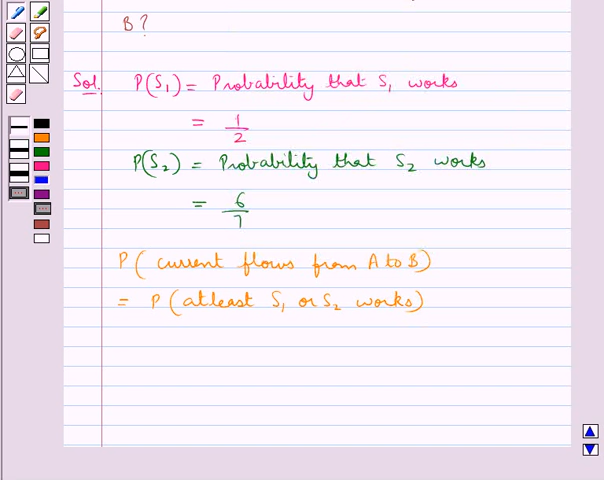 B?
Sol. P(S₁) = Probability that S₁ works
= 1/2
P(S₂) = Probability that S₂ works
= 6/7
P ( current flows from A to B )
= P ( atleast S₁ or S₂ works )